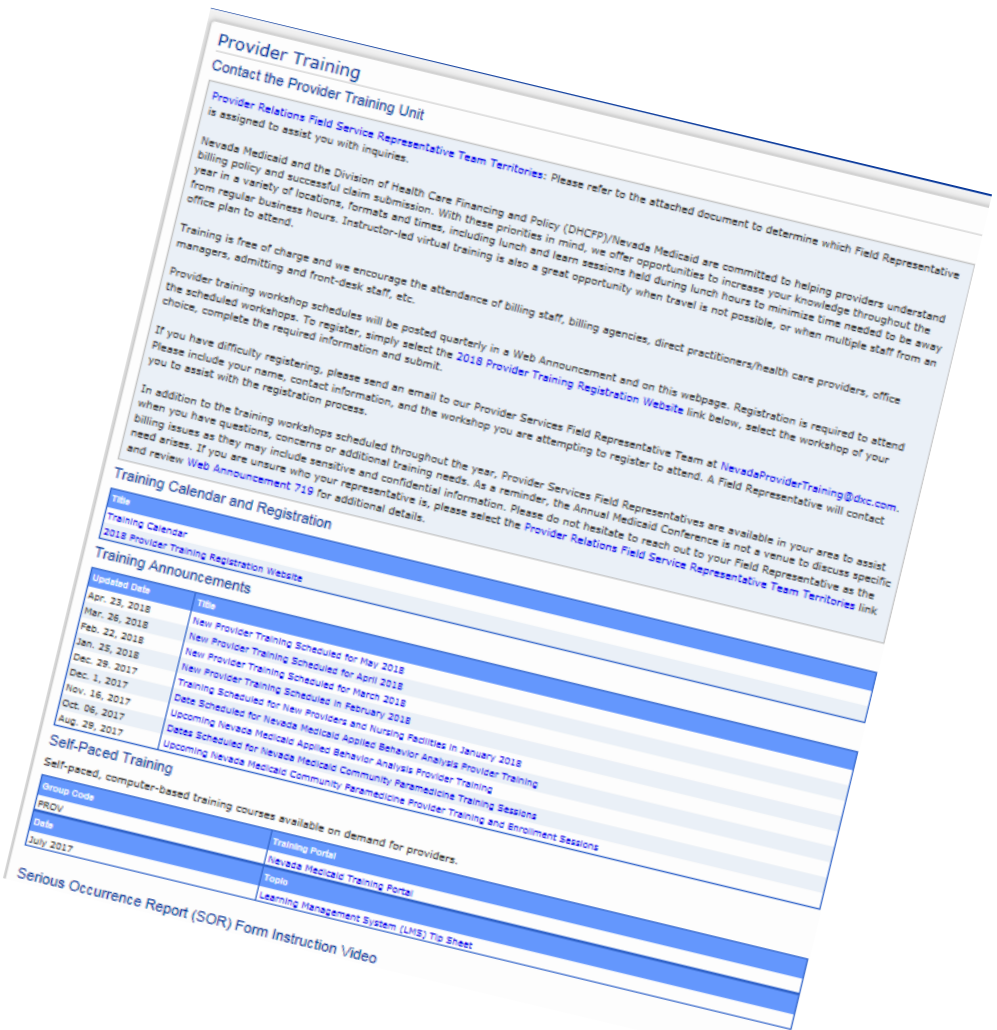 Provider Training
Contact the Provider Training Unit
Provider Relations Field Service Representative Team Territories: Please refer to the attached document to determine which Field Representative
is assigned to assist you with inquiries.
Nevada Medicaid and the Division of Health Care Financing and Policy (DHCFP)/Nevada Medicaid are committed to helping providers understand
billing policy and successful claim submission. With these priorities in mind, we offer opportunities to increase your knowledge throughout the
year in a variety of locations, formats and times, including lunch and learn sessions held during lunch hours to minimize time needed to be away
from regular business hours. Instructor-led virtual training is also a great opportunity when travel is not possible, or when multiple staff from an
office plan to attend.
Training is free of charge and we encourage the attendance of billing staff, billing agencies, direct practitioners/health care providers, office
managers, admitting and front-desk staff, etc.
Provider training workshop schedules will be posted quarterly in a Web Announcement and on this webpage. Registration is required to attend
the scheduled workshops. To register, simply select the 2018 Provider Training Registration Website link below, select the workshop of your
choice, complete the required information and submit.
If you have difficulty registering, please send an email to our Provider Services Field Representative Team at NevadaProviderTraining@dxc.com.
Please include your name, contact information, and the workshop you are attempting to register to attend. A Field Representative will contact
you to assist with the registration process.
In addition to the training workshops scheduled throughout the year, Provider Services Field Representatives are available in your area to assist
when you have questions, concerns or additional training needs. As a reminder, the Annual Medicaid Conference is not a venue to discuss specific
billing issues as they may include sensitive and confidential information. Please do not hesitate to reach out to your Field Representative as the
need arises. If you are unsure who your representative is, please select the Provider Relations Field Service Representative Team Territories link
and review Web Announcement 719 for additional details.
Training Calendar and Registration
Title
Training Calendar
2018 Provider Training Registration Website
Training Announcements
Updated Date Title
Apr. 23, 2018 New Provider Training Scheduled for May 2018
Mar. 26, 2018 New Provider Training Scheduled for April 2018
Feb. 22, 2018 New Provider Training Scheduled for March 2018
Jan. 25, 2018 New Provider Training Scheduled in February 2018
Dec. 29. 2017 Training Scheduled for New Providers and Nursing Facilities in January 2018
Dec. 1, 2017 Date Scheduled for Nevada Medicaid Applied Behavior Analysis Provider Training
Nov. 16, 2017 Upcoming Nevada Medicaid Applied Behavior Analysis Provider Training
Oct. 06, 2017 Dates Scheduled for Nevada Medicaid Community Paramedicine Training Sessions
Aug. 29, 2017 Upcoming Nevada Medicaid Community Paramedicine Provider Training and Enrollment Sessions
Self-Paced Training
Self-paced, computer-based training courses available on demand for providers.
Group Code Training Portal
PROV Nevada Medicaid Training Portal
Date Topic
July 2017 Learning Management System (LMS) Tip Sheet
Serious Occurrence Report (SOR) Form Instruction Video